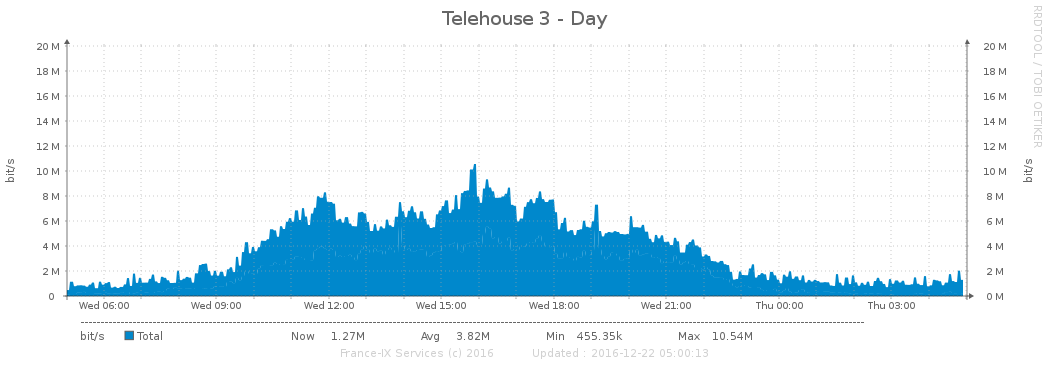 Telehouse 3 - Day
RRDTOOL / TOBI OETIKER
bit/s
20 M 20 M
18 M 18 M
16 M 16 M
14 M 14 M
12 M 12 M
10 M 10 M
8 M 8 M
6 M 6 M
4 M 4 M
2 M 2 M
0 0 M
bit/s
Wed 06:00 Wed 09:00 Wed 12:00 Wed 15:00 Wed 18:00 Wed 21:00 Thu 00:00 Thu 03:00
bit/s Total Now 1.27M Avg 3.82M Min 455.35k Max 10.54M
France-IX Services (c) 2016 Updated : 2016-12-22 05:00:13